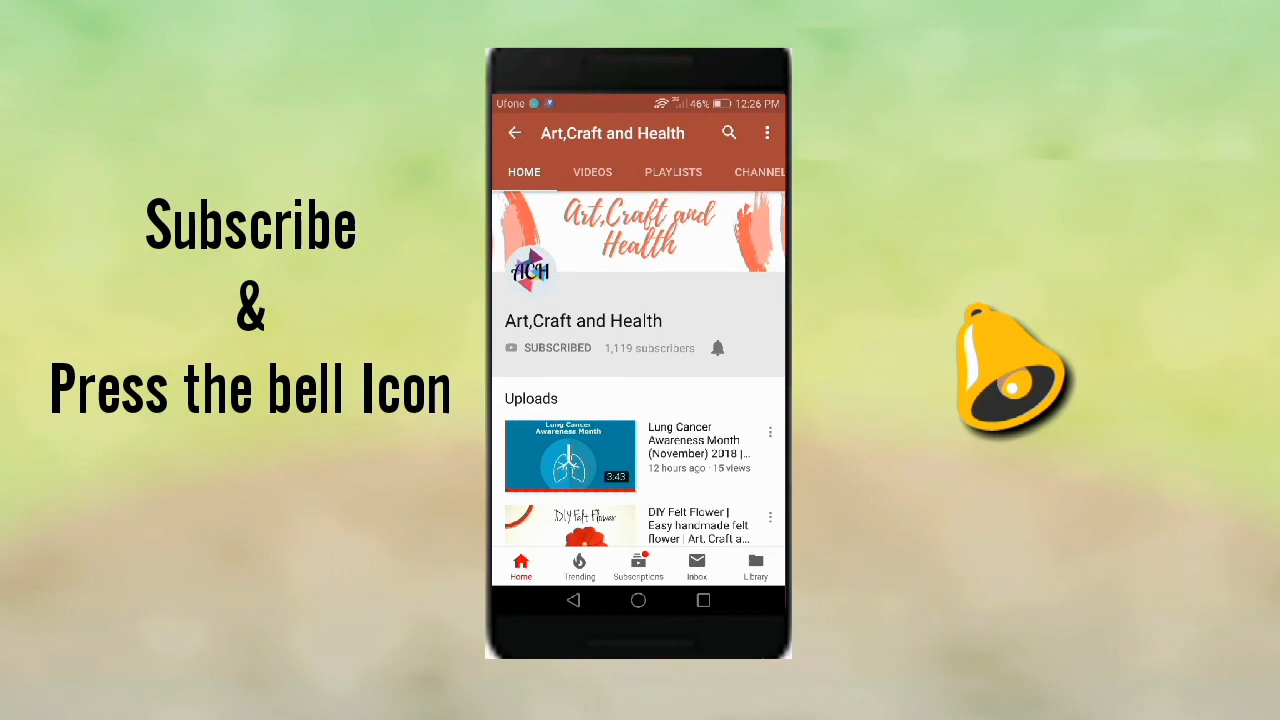 Subscribe
&
Press the bell Icon
Ufone
3G
46%
12:26 PM
Art,Craft and Health
HOME
VIDEOS
PLAYLISTS
CHANNEL
Art,Craft and
Health
ACH
Art,Craft and Health
SUBSCRIBED
1,119 subscribers
Uploads
Lung Cancer
Awareness Month
3:43
Lung Cancer
Awareness Month
(November) 2018 |...
12 hours ago · 15 views
DIY Felt Flower
DIY Felt Flower |
Easy handmade felt
flower | Art, Craft a...
Home
Trending
Subscriptions
Inbox
Library